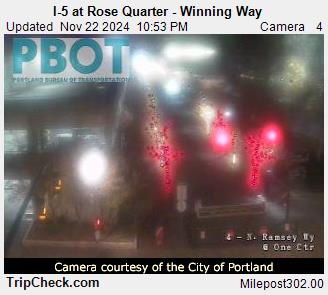 I-5 at Rose Quarter - Winning Way
Updated Nov 22 2024 10:53 PM Camera 4
PBOT
PORTLAND BUREAU OF TRANSPORTATION
4 - N. Ramsey Wy
@ One Ctr
Camera courtesy of the City of Portland
TripCheck.com Milepost302.00